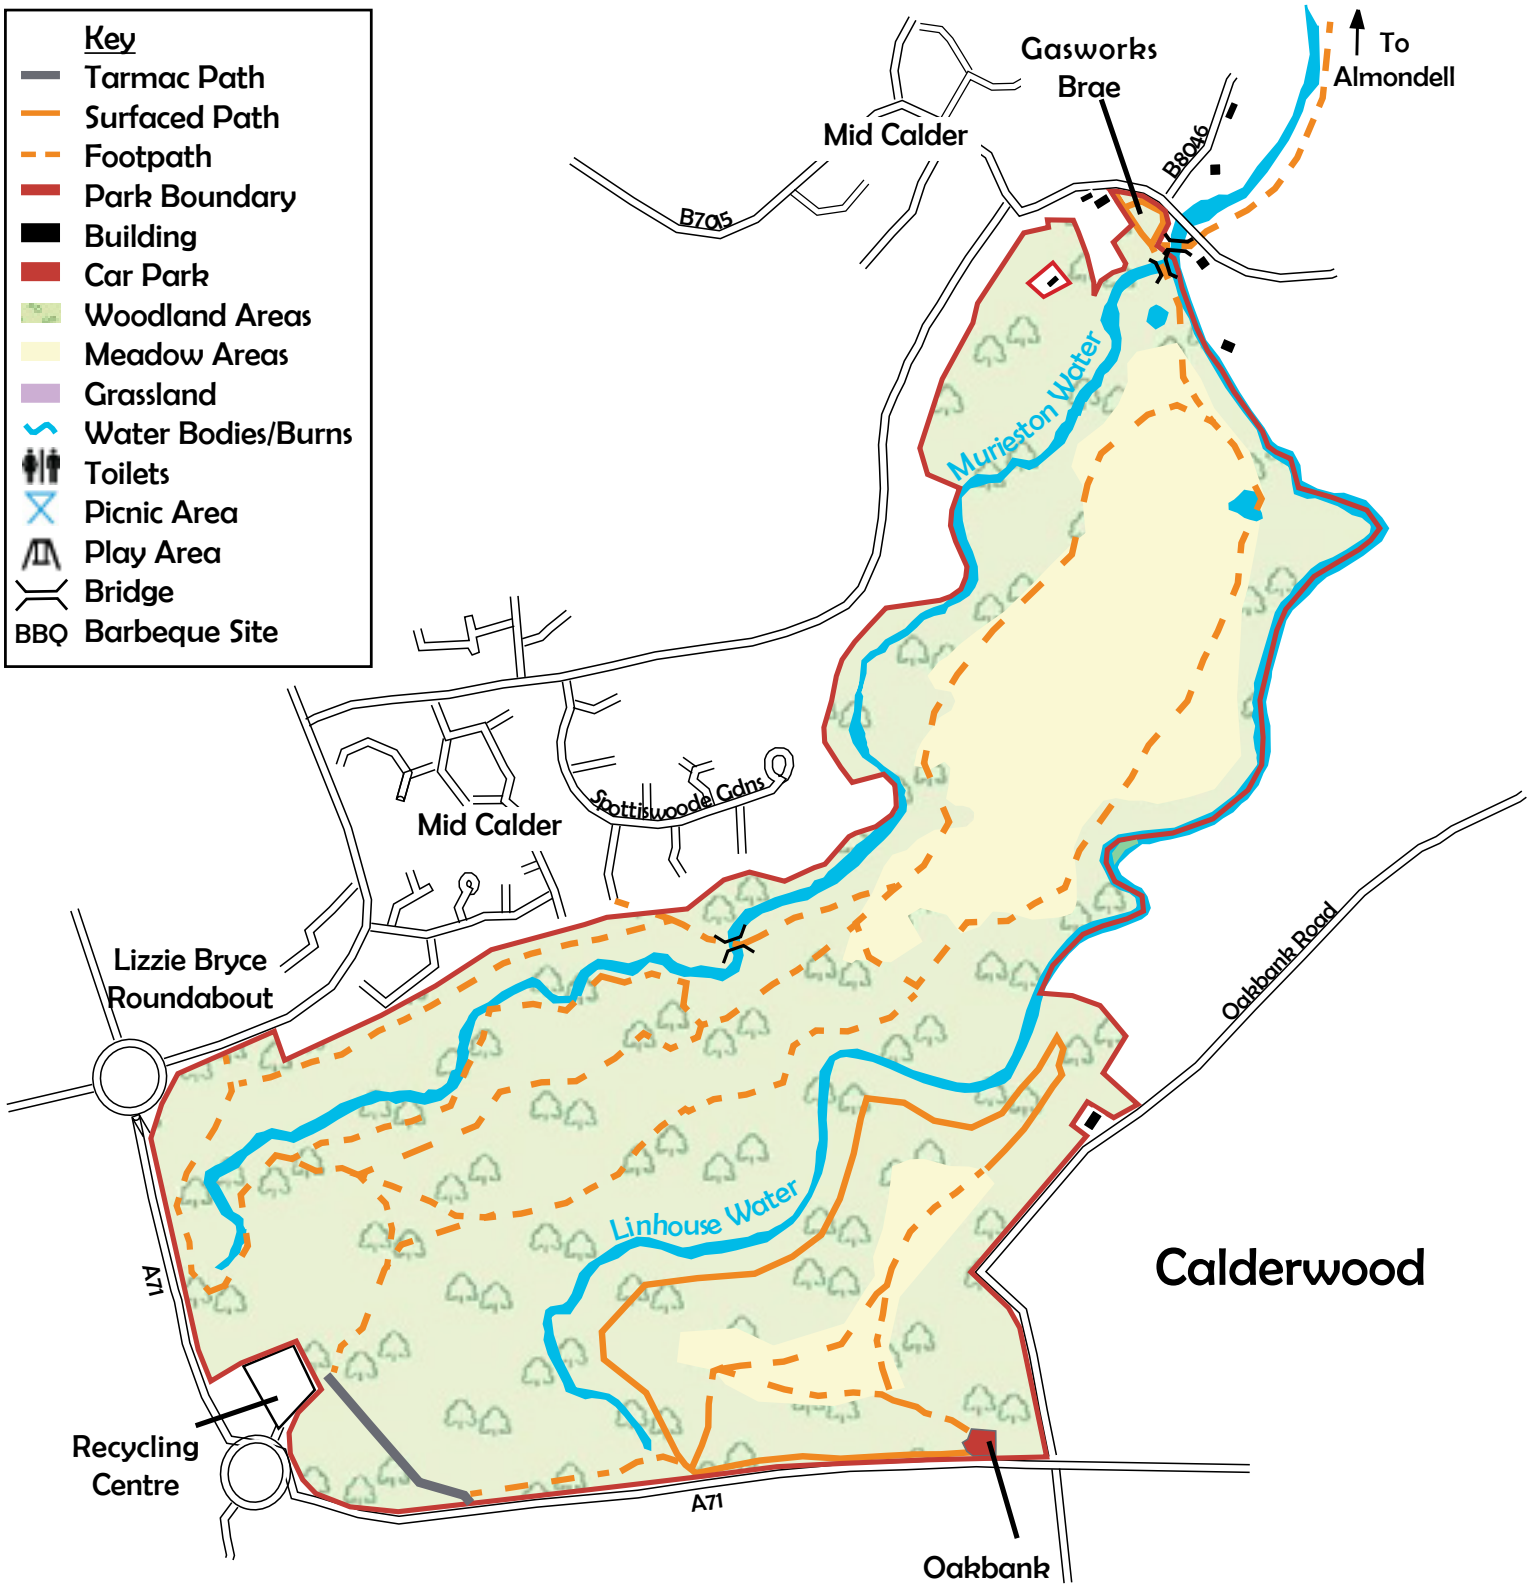 Key
Tarmac Path
Surfaced Path
Footpath
Park Boundary
Building
Car Park
Woodland Areas
Meadow Areas
Grassland
Water Bodies/Burns
Toilets
Picnic Area
Play Area
Bridge
BBQ Barbeque Site
Gasworks
Brae
To
Almondell
Mid Calder
B8046
B7015
Murieston Water
Spottiswoode Gdns
Mid Calder
Lizzie Bryce
Roundabout
Oakbank Road
Linhouse Water
A71
Calderwood
Recycling
Centre
A71
Oakbank